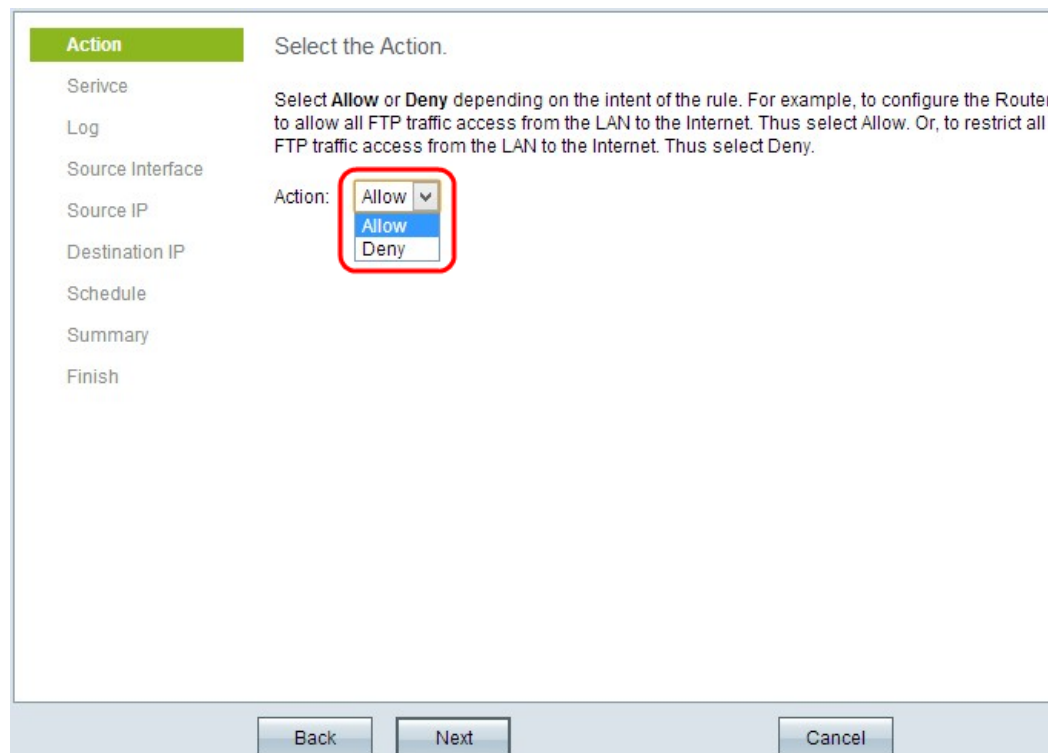 Action
Serivce
Log
Source Interface
Source IP
Destination IP
Schedule
Summary
Finish
Select the Action.
Select Allow or Deny depending on the intent of the rule. For example, to configure the Router
to allow all FTP traffic access from the LAN to the Internet. Thus select Allow. Or, to restrict all
FTP traffic access from the LAN to the Internet. Thus select Deny.
Action: Allow
Allow
Deny
Back Next Cancel